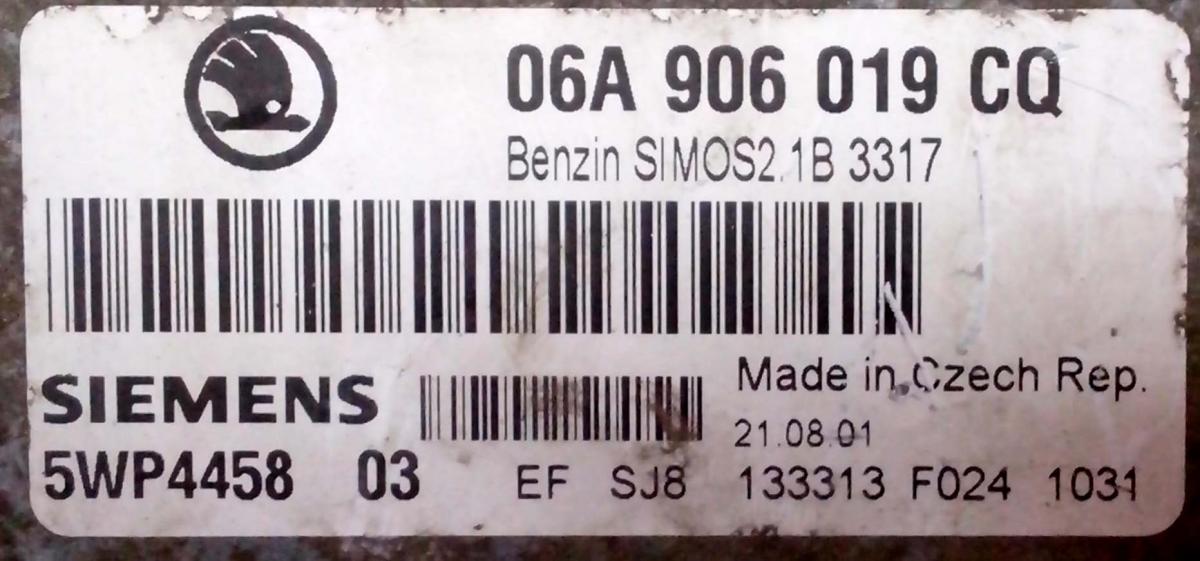 06A 906 019 CQ
Benzin SIMOS2.1B 3317
SIEMENS
Made in Czech Rep.
21.08.01
5WP4458 03 EF SJ8 133313 F024 1031